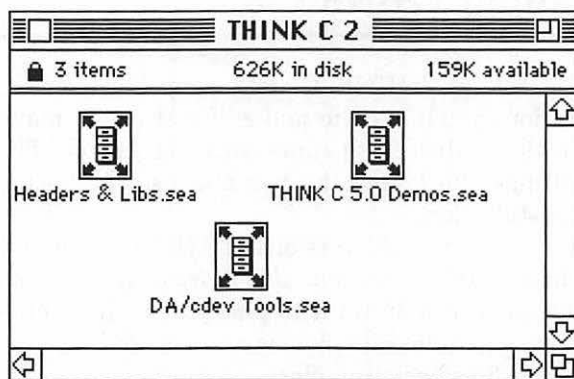 THINK C 2
3 items 626K in disk 159K available
Headers & Libs.sea THINK C 5.0 Demos.sea
DA/cdev Tools.sea